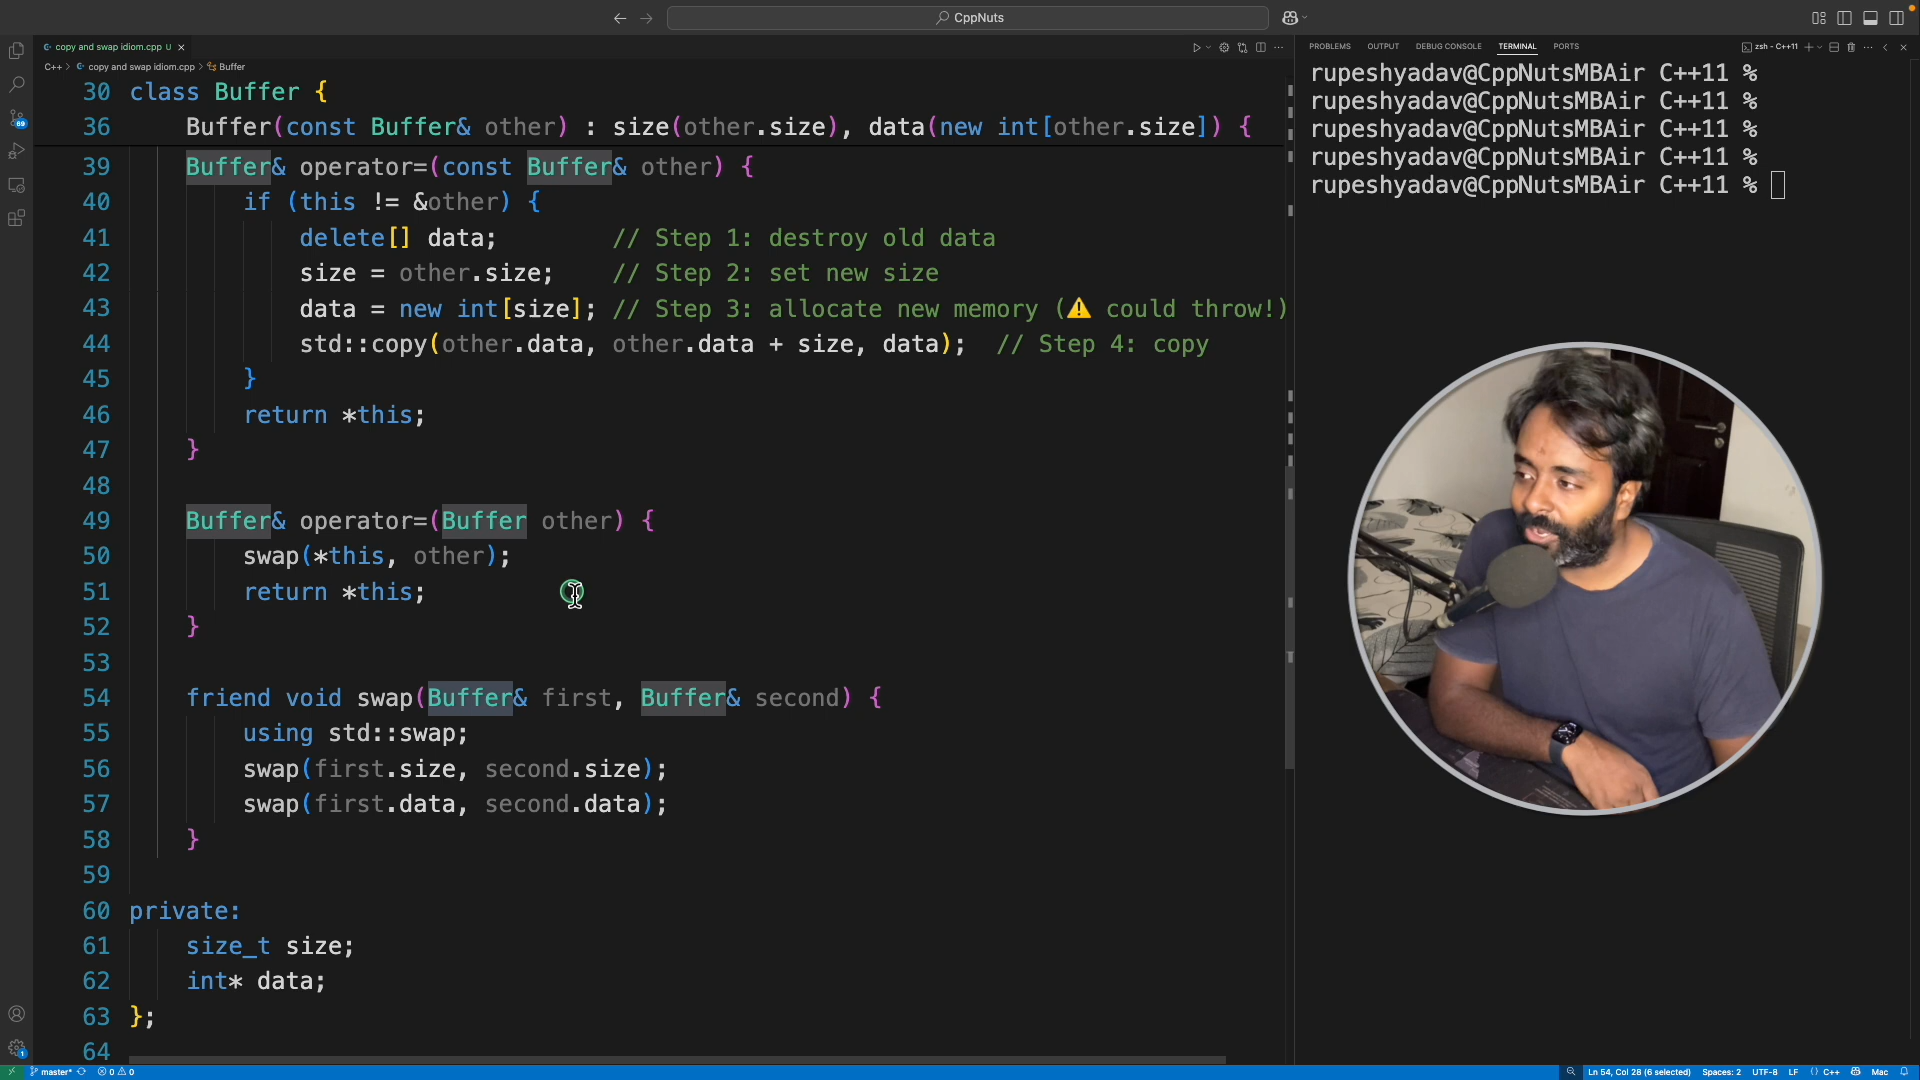 CppNuts
copy and swap idiom.cpp U
C++ > copy and swap idiom.cpp > Buffer
30 class Buffer {
36 Buffer(const Buffer& other) : size(other.size), data(new int[other.size]) {
39 Buffer& operator=(const Buffer& other) {
40 if (this != &other) {
41 delete[] data; // Step 1: destroy old data
42 size = other.size; // Step 2: set new size
43 data = new int[size]; // Step 3: allocate new memory (⚠️ could throw!)
44 std::copy(other.data, other.data + size, data); // Step 4: copy
45 }
46 return *this;
47 }
48
49 Buffer& operator=(Buffer other) {
50 swap(*this, other);
51 return *this;
52 }
53
54 friend void swap(Buffer& first, Buffer& second) {
55 using std::swap;
56 swap(first.size, second.size);
57 swap(first.data, second.data);
58 }
59
60 private:
61 size_t size;
62 int* data;
63 };
64
PROBLEMS OUTPUT DEBUG CONSOLE TERMINAL PORTS
zsh - C++11
rupeshyadav@CppNutsMBAir C++11 %
rupeshyadav@CppNutsMBAir C++11 %
rupeshyadav@CppNutsMBAir C++11 %
rupeshyadav@CppNutsMBAir C++11 %
rupeshyadav@CppNutsMBAir C++11 %
69
1
master* 0 0
Ln 54, Col 28 (6 selected) Spaces: 2 UTF-8 LF {} C++ Mac